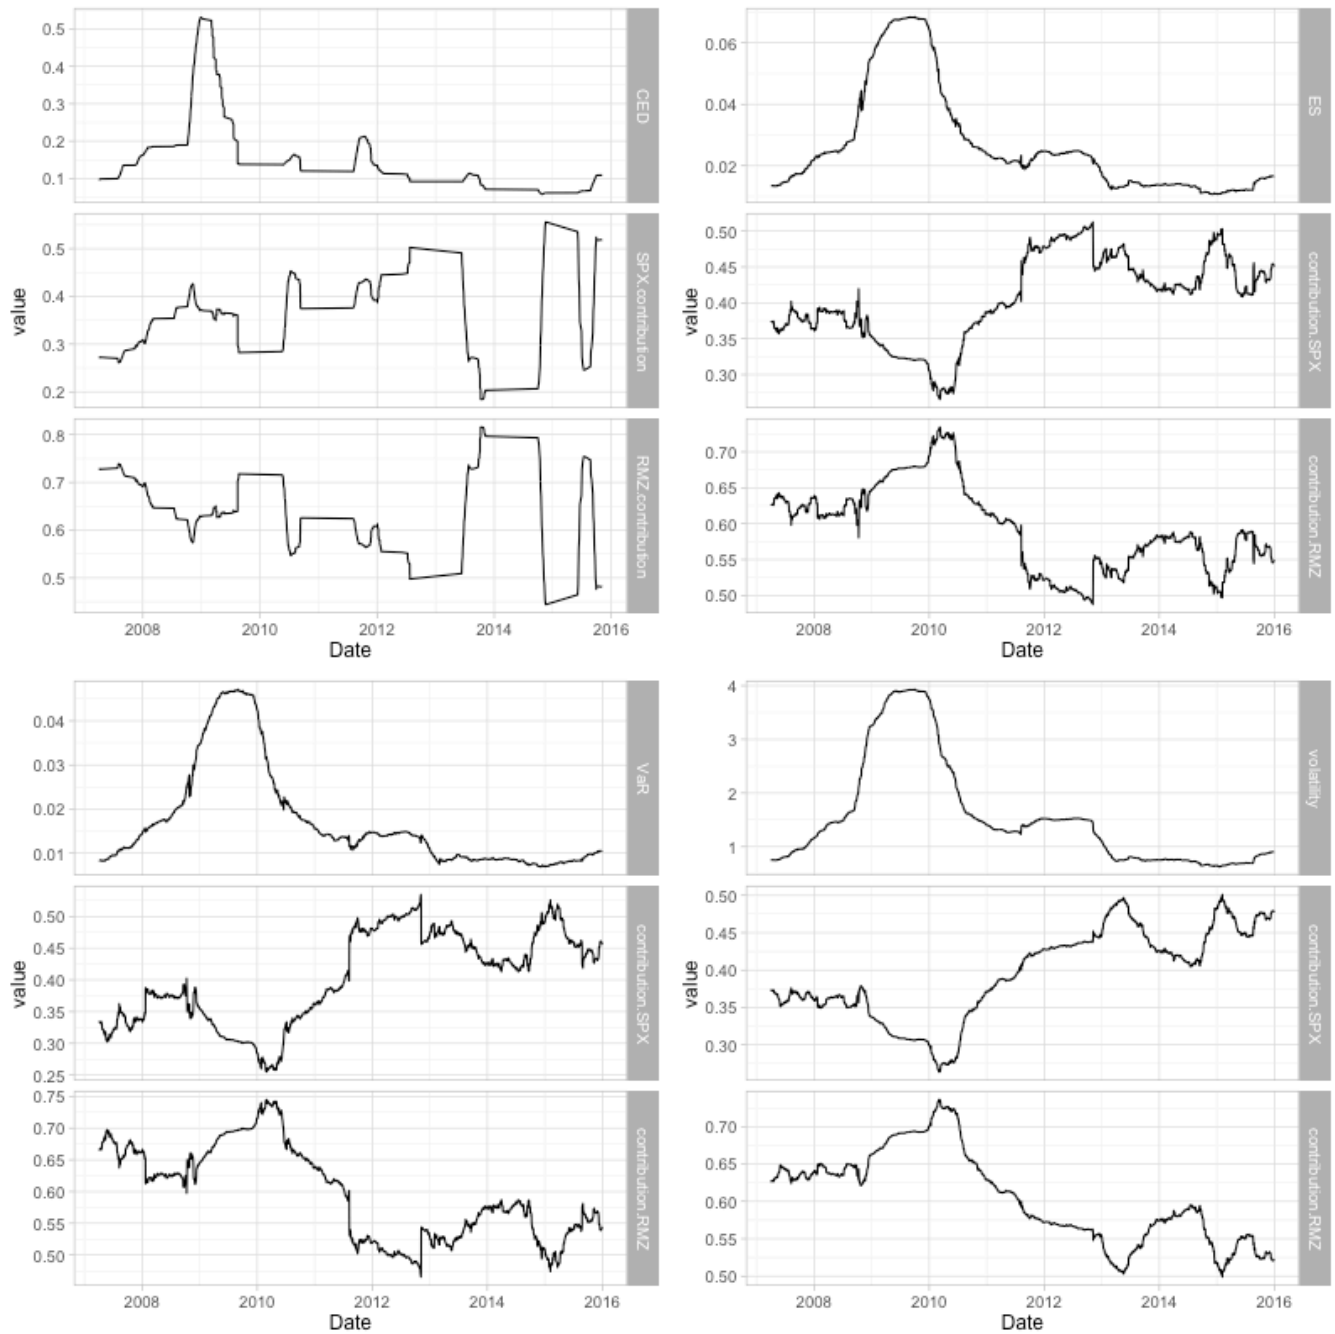 0.5
0.4
0.3
0.2
0.1
CED
0.5
0.4
0.3
0.2
SPX.contribution
value
0.8
0.7
0.6
0.5
RMZ.contribution
2008 2010 2012 2014 2016
Date
0.06
0.04
0.02
ES
0.50
0.45
0.40
0.35
0.30
contribution.SPX
value
0.70
0.65
0.60
0.55
0.50
contribution.RMZ
2008 2010 2012 2014 2016
Date
0.04
0.03
0.02
0.01
VaR
0.50
0.45
0.40
0.35
0.30
0.25
contribution.SPX
value
0.75
0.70
0.65
0.60
0.55
0.50
contribution.RMZ
2008 2010 2012 2014 2016
Date
4
3
2
1
volatility
0.50
0.45
0.40
0.35
0.30
contribution.SPX
value
0.70
0.65
0.60
0.55
0.50
contribution.RMZ
2008 2010 2012 2014 2016
Date